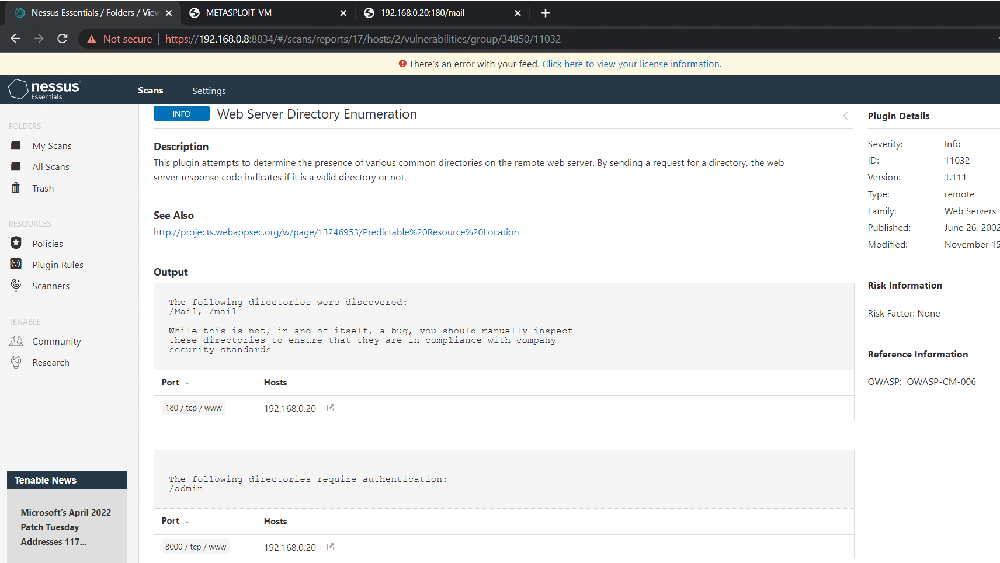 Nessus Essentials / Folders / View
METASPLOIT-VM
192.168.0.20:180/mail
Not secure
https://192.168.0.8:8834/#/scans/reports/17/hosts/2/vulnerabilities/group/34850/11032
There's an error with your feed. Click here to view your license information.
nessus
Essentials
Scans
Settings
FOLDERS
My Scans
All Scans
Trash
RESOURCES
Policies
Plugin Rules
Scanners
TENABLE
Community
Research
Tenable News
Microsoft's April 2022
Patch Tuesday
Addresses 117...
INFO
Web Server Directory Enumeration
Description
This plugin attempts to determine the presence of various common directories on the remote web server. By sending a request for a directory, the web
server response code indicates if it is a valid directory or not.
See Also
http://projects.webappsec.org/w/page/13246953/Predictable%20Resource%20Location
Output
The following directories were discovered:
/Mail, /mail
While this is not, in and of itself, a bug, you should manually inspect
these directories to ensure that they are in compliance with company
security standards
Port
Hosts
180 / tcp / www
192.168.0.20
The following directories require authentication:
/admin
Port
Hosts
8000 / tcp / www
192.168.0.20
Plugin Details
Severity: Info
ID: 11032
Version: 1.111
Type: remote
Family: Web Servers
Published: June 26, 2002
Modified: November 15
Risk Information
Risk Factor: None
Reference Information
OWASP: OWASP-CM-006